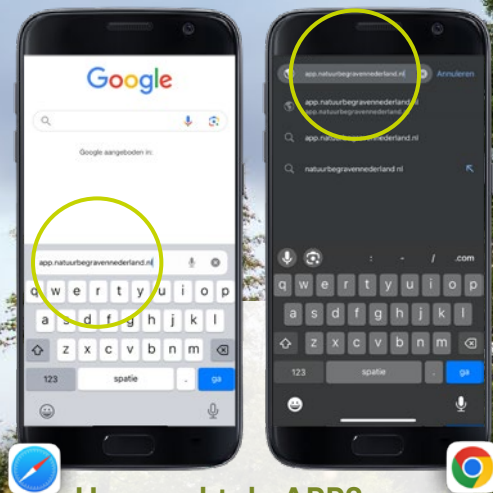 Google
Google aangeboden in:
app.natuurbegravennederland.nl
q w e r t y u i o p
a s d f g h j k l
z x c v b n m
123 spatie . ga
app.natuurbegravennederland.nl Annuleren
app.natuurbegravennederland.nl
app.natuurbegravennederland.nl
app.natuurbegravennederland.nl
natuurbegravennederland nl
: - / .com
q w e r t y u i o p
a s d f g h j k l
z x c v b n m
123 spatie . ga